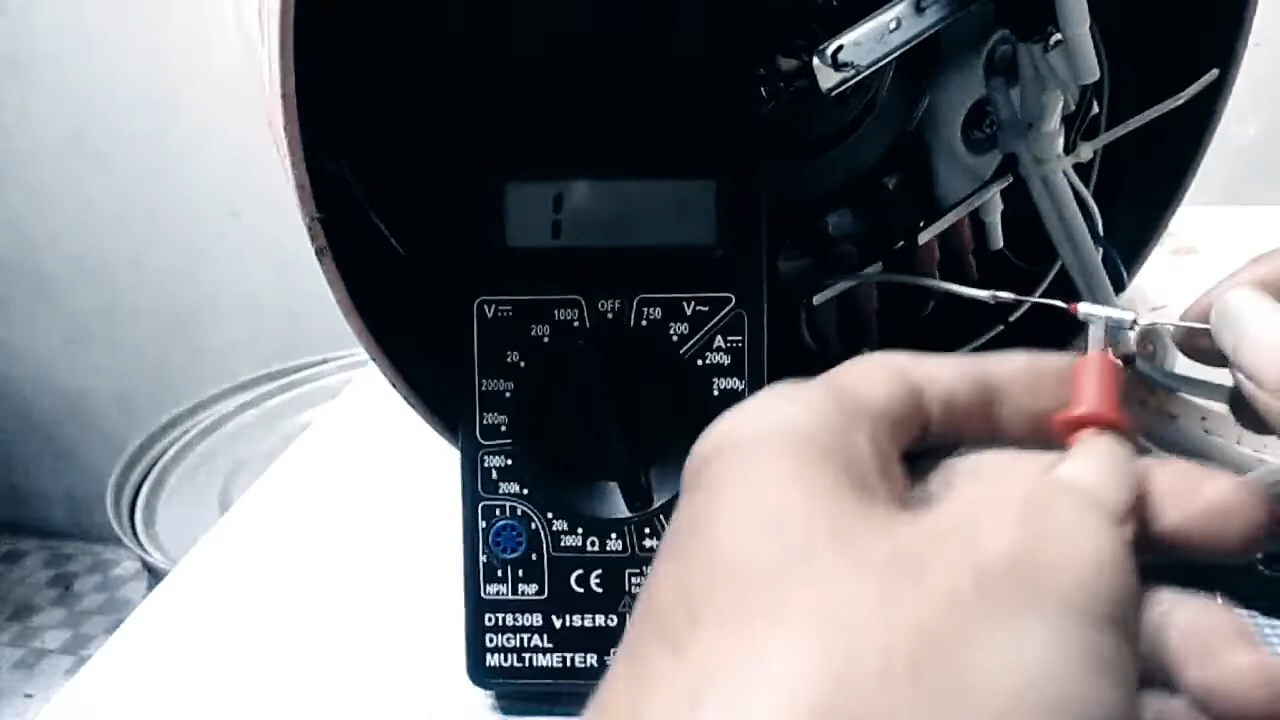 1
V⎓ 1000 OFF 750 V~
200 200
A⎓
20 200µ
2000m 2000µ
200m
2000
k
200k
20k
2000 Ω 200
NPN PNP CE
DT830B VISERO
DIGITAL
MULTIMETER